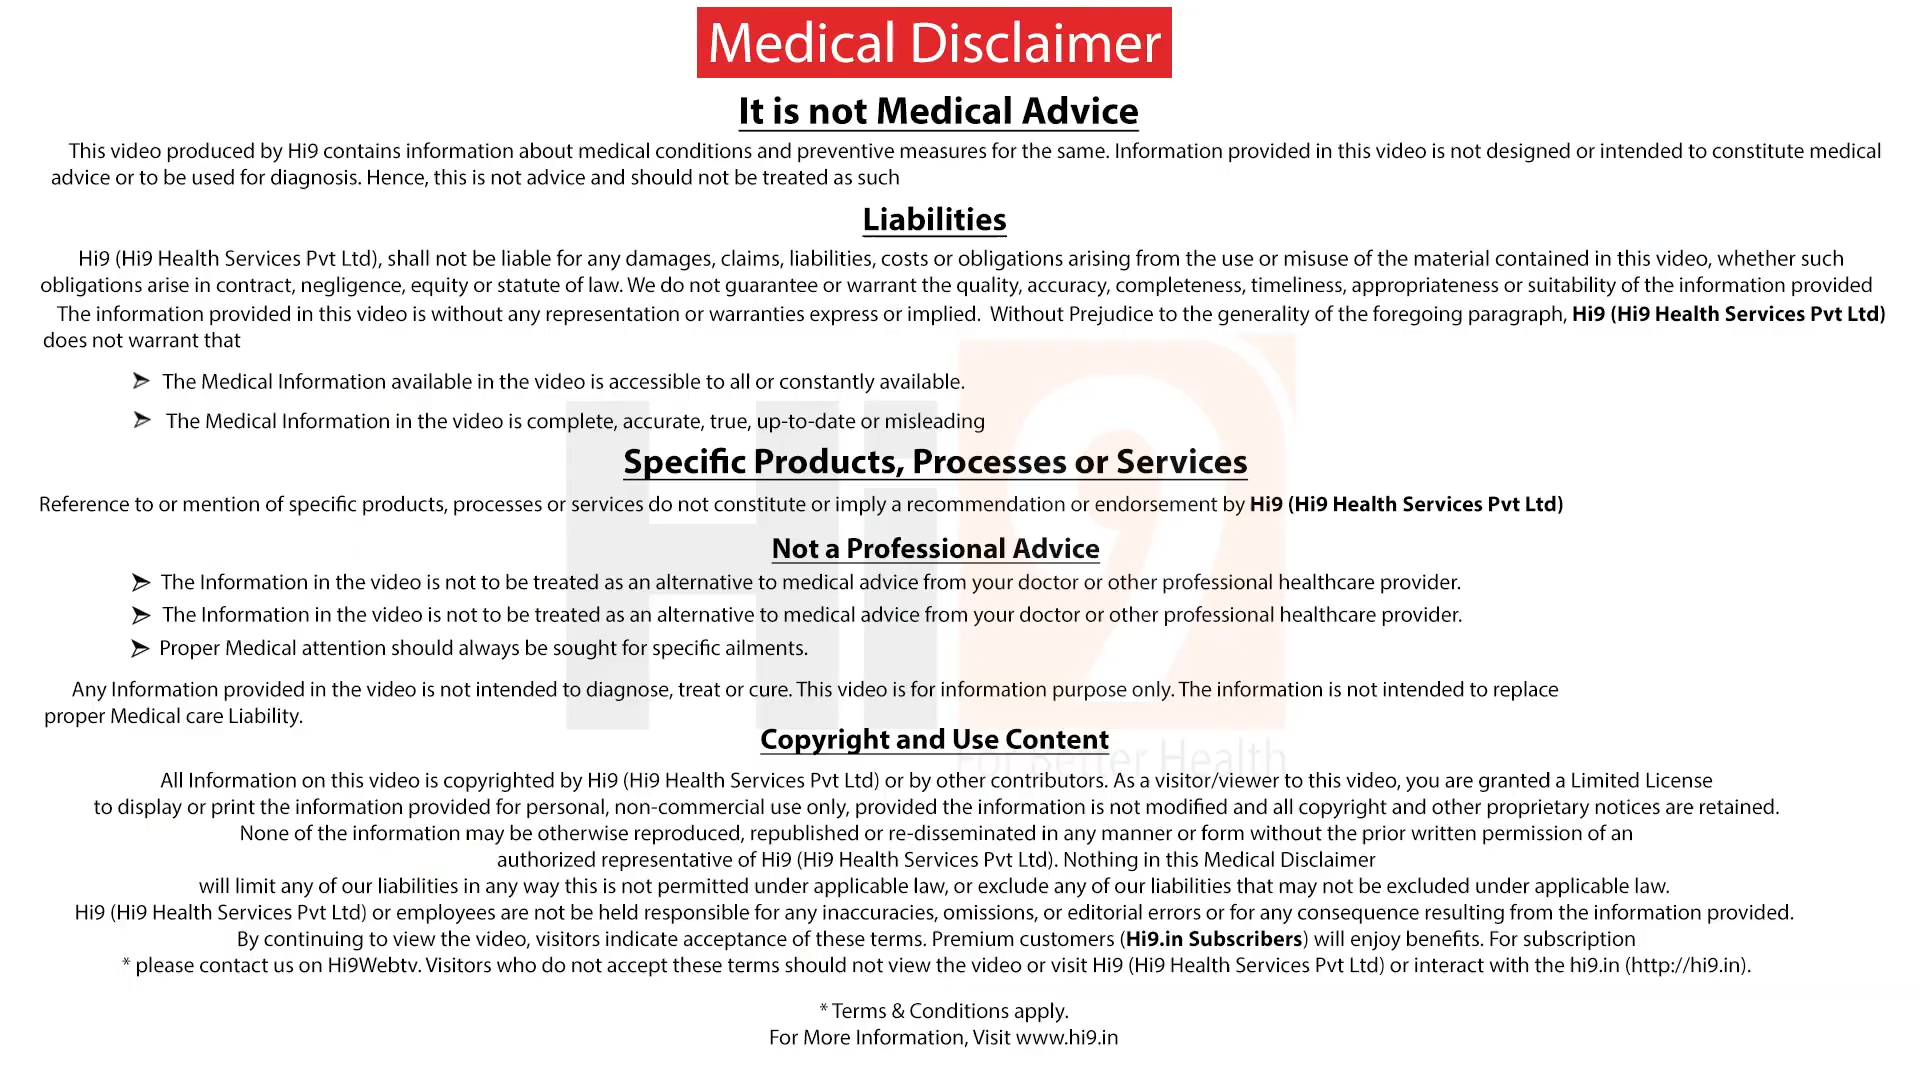 Medical Disclaimer
It is not Medical Advice
This video produced by Hi9 contains information about medical conditions and preventive measures for the same. Information provided in this video is not designed or intended to constitute medical
advice or to be used for diagnosis. Hence, this is not advice and should not be treated as such
Liabilities
Hi9 (Hi9 Health Services Pvt Ltd), shall not be liable for any damages, claims, liabilities, costs or obligations arising from the use or misuse of the material contained in this video, whether such
obligations arise in contract, negligence, equity or statute of law. We do not guarantee or warrant the quality, accuracy, completeness, timeliness, appropriateness or suitability of the information provided
The information provided in this video is without any representation or warranties express or implied. Without Prejudice to the generality of the foregoing paragraph, Hi9 (Hi9 Health Services Pvt Ltd)
does not warrant that
➢ The Medical Information available in the video is accessible to all or constantly available.
➢ The Medical Information in the video is complete, accurate, true, up-to-date or misleading
Specific Products, Processes or Services
Reference to or mention of specific products, processes or services do not constitute or imply a recommendation or endorsement by Hi9 (Hi9 Health Services Pvt Ltd)
Not a Professional Advice
➢ The Information in the video is not to be treated as an alternative to medical advice from your doctor or other professional healthcare provider.
➢ The Information in the video is not to be treated as an alternative to medical advice from your doctor or other professional healthcare provider.
➢ Proper Medical attention should always be sought for specific ailments.
Any Information provided in the video is not intended to diagnose, treat or cure. This video is for information purpose only. The information is not intended to replace
proper Medical care Liability.
Hi9
For Better Health
Copyright and Use Content
All Information on this video is copyrighted by Hi9 (Hi9 Health Services Pvt Ltd) or by other contributors. As a visitor/viewer to this video, you are granted a Limited License
to display or print the information provided for personal, non-commercial use only, provided the information is not modified and all copyright and other proprietary notices are retained.
None of the information may be otherwise reproduced, republished or re-disseminated in any manner or form without the prior written permission of an
authorized representative of Hi9 (Hi9 Health Services Pvt Ltd). Nothing in this Medical Disclaimer
will limit any of our liabilities in any way this is not permitted under applicable law, or exclude any of our liabilities that may not be excluded under applicable law.
Hi9 (Hi9 Health Services Pvt Ltd) or employees are not be held responsible for any inaccuracies, omissions, or editorial errors or for any consequence resulting from the information provided.
By continuing to view the video, visitors indicate acceptance of these terms. Premium customers (Hi9.in Subscribers) will enjoy benefits. For subscription
* please contact us on Hi9Webtv. Visitors who do not accept these terms should not view the video or visit Hi9 (Hi9 Health Services Pvt Ltd) or interact with the hi9.in (http://hi9.in).
* Terms & Conditions apply.
For More Information, Visit www.hi9.in